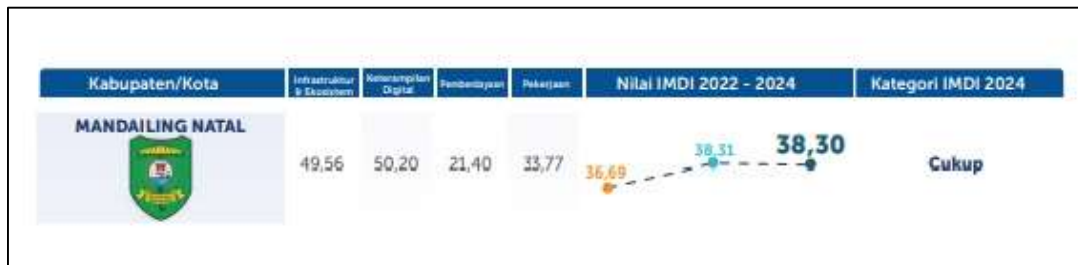 Kabupaten/Kota
Infrastruktur & Ekosistem
Keterampilan Digital
Pemberdayaan
Pekerjaan
Nilai IMDI 2022 - 2024
Kategori IMDI 2024
MANDAILING NATAL
49,56
50,20
21,40
33,77
36,69
38,31
38,30
Cukup